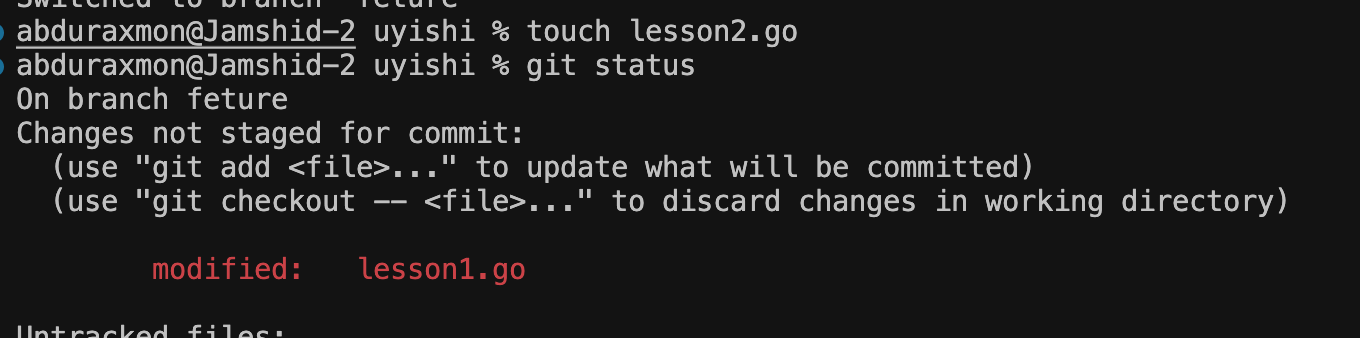 Switched to branch 'feture'
abduraxmon@Jamshid-2 uyishi % touch lesson2.go
abduraxmon@Jamshid-2 uyishi % git status
On branch feture
Changes not staged for commit:
  (use "git add <file>..." to update what will be committed)
  (use "git checkout -- <file>..." to discard changes in working directory)
        modified:   lesson1.go
Untracked files: